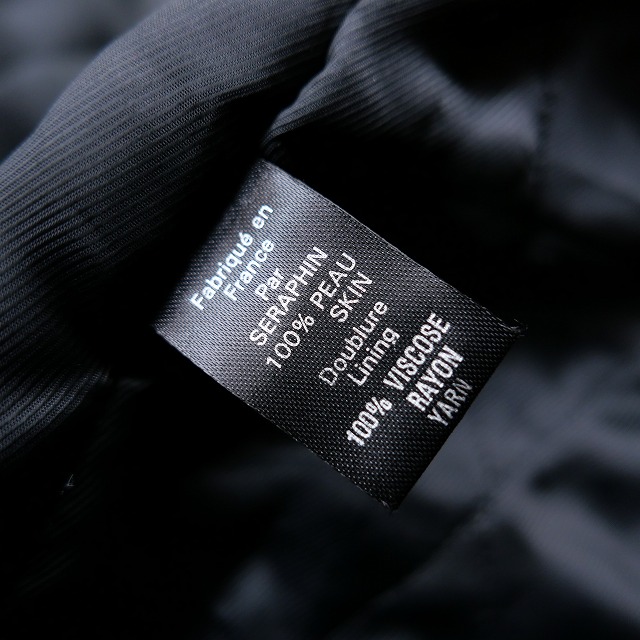 Fabriqué en
France
Par
SERAPHIN
100% PEAU
SKIN
Doublure
Lining
100% VISCOSE
RAYON
YARN